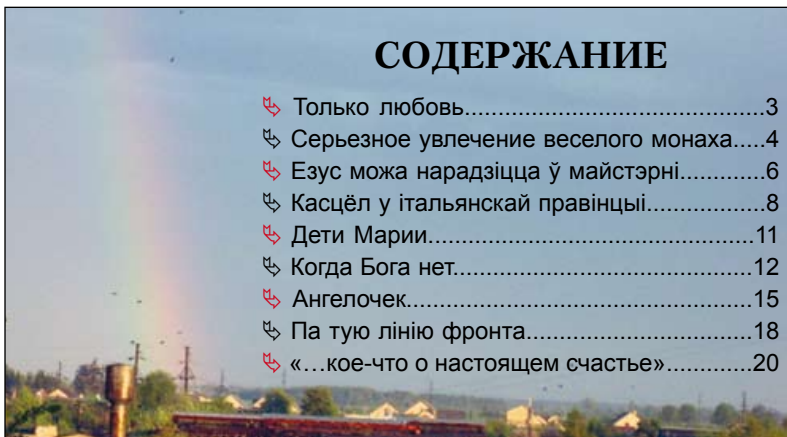 СОДЕРЖАНИЕ
Только любовь.............................................3
Серьезное увлечение веселого монаха.....4
Езус можа нарадзіцца ў майстэрні.............6
Касцёл у італьянскай правінцыі..................8
Дети Марии................................................11
Когда Бога нет............................................12
Ангелочек...................................................15
Па тую лінію фронта..................................18
«…кое-что о настоящем счастье».............20